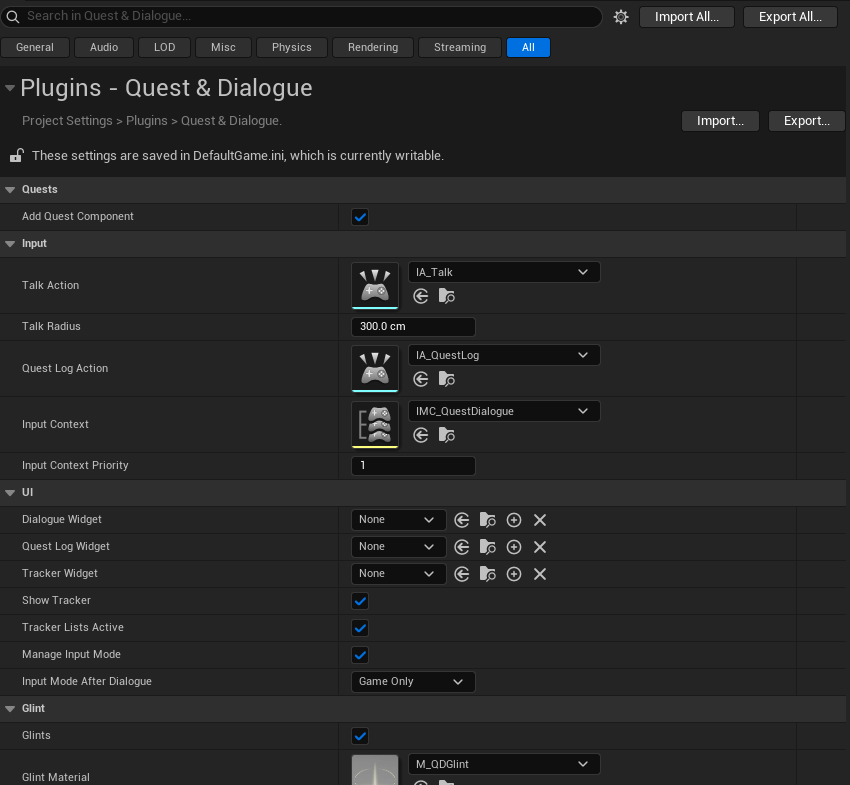 Search in Quest & Dialogue...
Import All...
Export All...
General
Audio
LOD
Misc
Physics
Rendering
Streaming
All
Plugins - Quest & Dialogue
Project Settings > Plugins > Quest & Dialogue.
Import...
Export...
These settings are saved in DefaultGame.ini, which is currently writable.
Quests
Add Quest Component
Input
Talk Action
IA_Talk
Talk Radius
300.0 cm
Quest Log Action
IA_QuestLog
Input Context
IMC_QuestDialogue
Input Context Priority
1
UI
Dialogue Widget
None
Quest Log Widget
None
Tracker Widget
None
Show Tracker
Tracker Lists Active
Manage Input Mode
Input Mode After Dialogue
Game Only
Glint
Glints
Glint Material
M_QDGlint